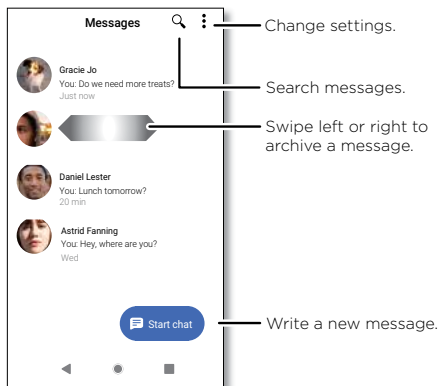 Messages
Change settings.
Gracie Jo
You: Do we need more treats?
Just now
Search messages.
Swipe left or right to
archive a message.
Daniel Lester
You: Lunch tomorrow?
20 min
Astrid Fanning
You: Hey, where are you?
Wed
Start chat
Write a new message.